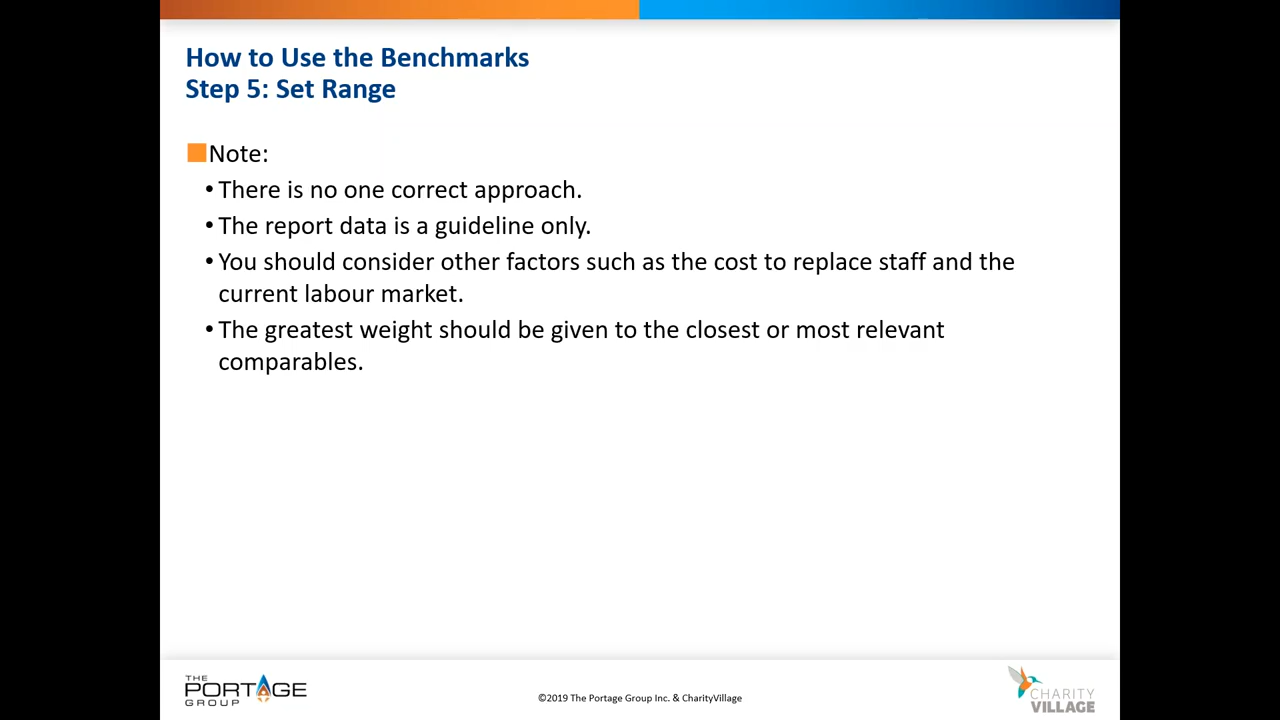 How to Use the Benchmarks
Step 5: Set Range
Note:
• There is no one correct approach.
• The report data is a guideline only.
• You should consider other factors such as the cost to replace staff and the
current labour market.
• The greatest weight should be given to the closest or most relevant
comparables.
THE
PORTAGE
GROUP
©2019 The Portage Group Inc. & CharityVillage
CHARITY
VILLAGE